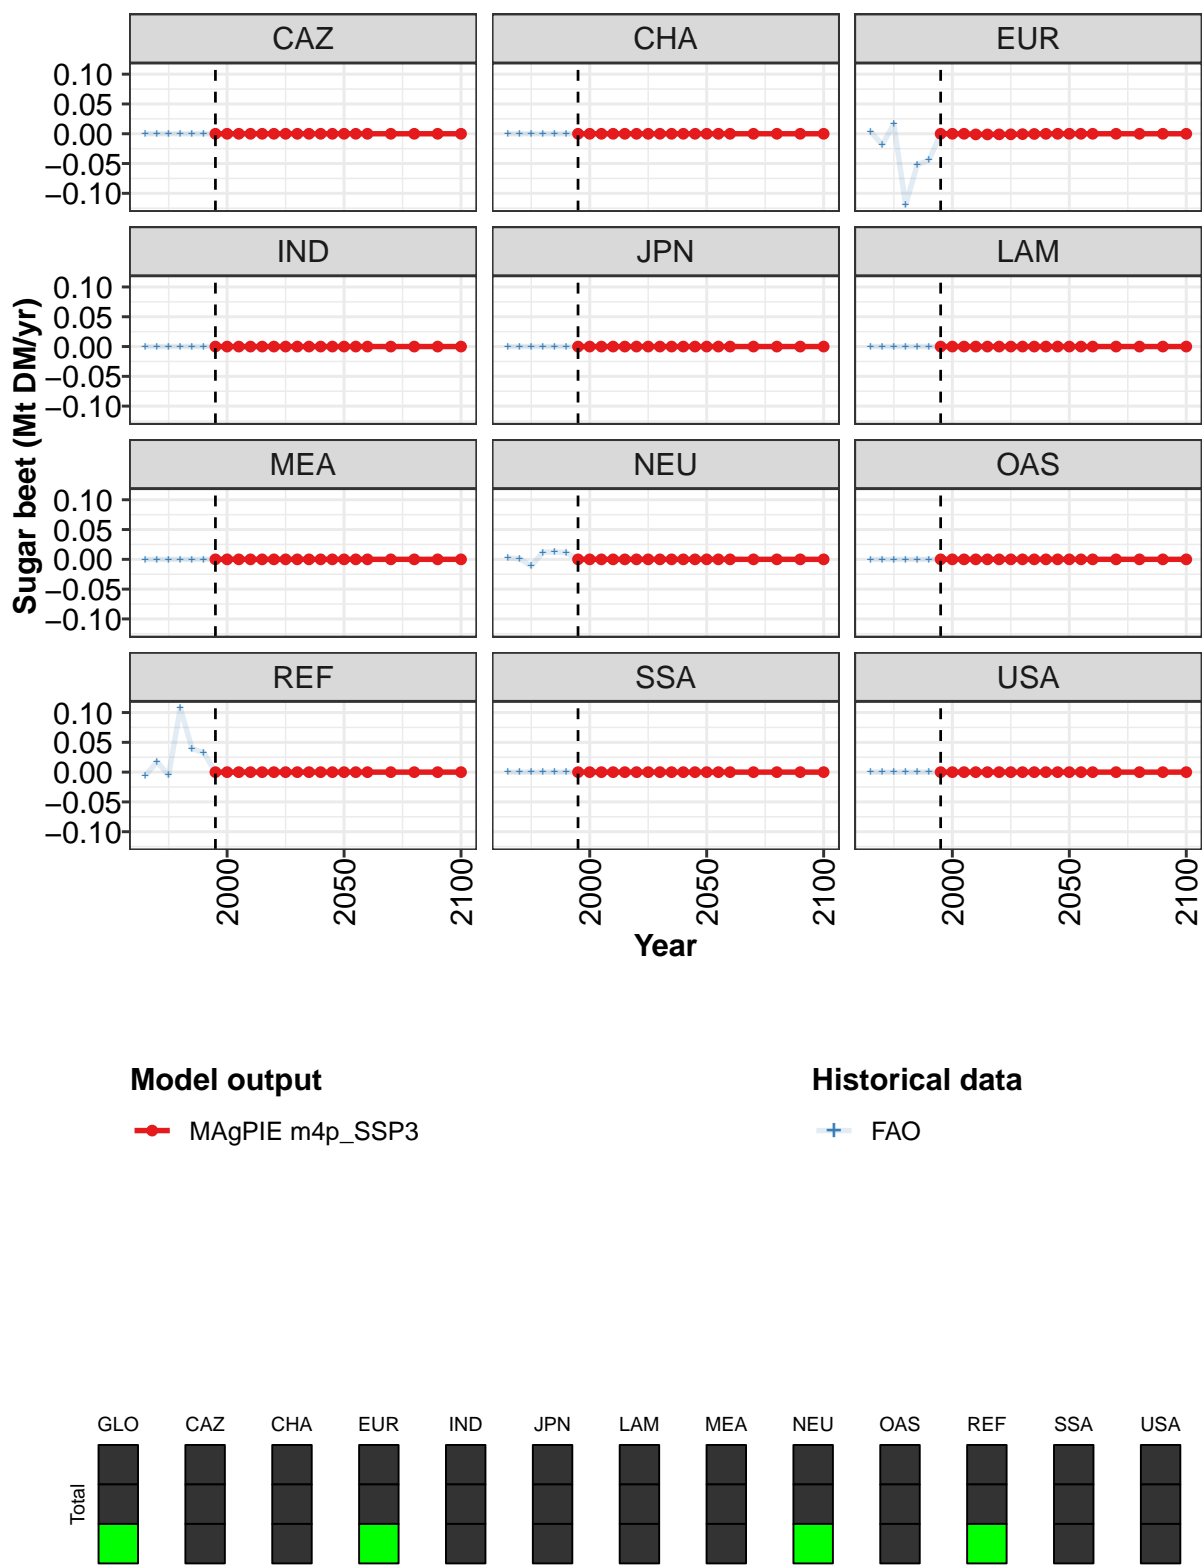 CAZ CHA EUR
0.10
0.05
0.00
−0.05
−0.10
IND JPN LAM
0.10
0.05
0.00
−0.05
−0.10
MEA NEU OAS
0.10
0.05
0.00
−0.05
−0.10
REF SSA USA
0.10
0.05
0.00
−0.05
−0.10
Sugar beet (Mt DM/yr)
2000 2050 2100 2000 2050 2100 2000 2050 2100
Year
Model output Historical data
MAgPIE m4p_SSP3 FAO
GLO CAZ CHA EUR IND JPN LAM MEA NEU OAS REF SSA USA
Total